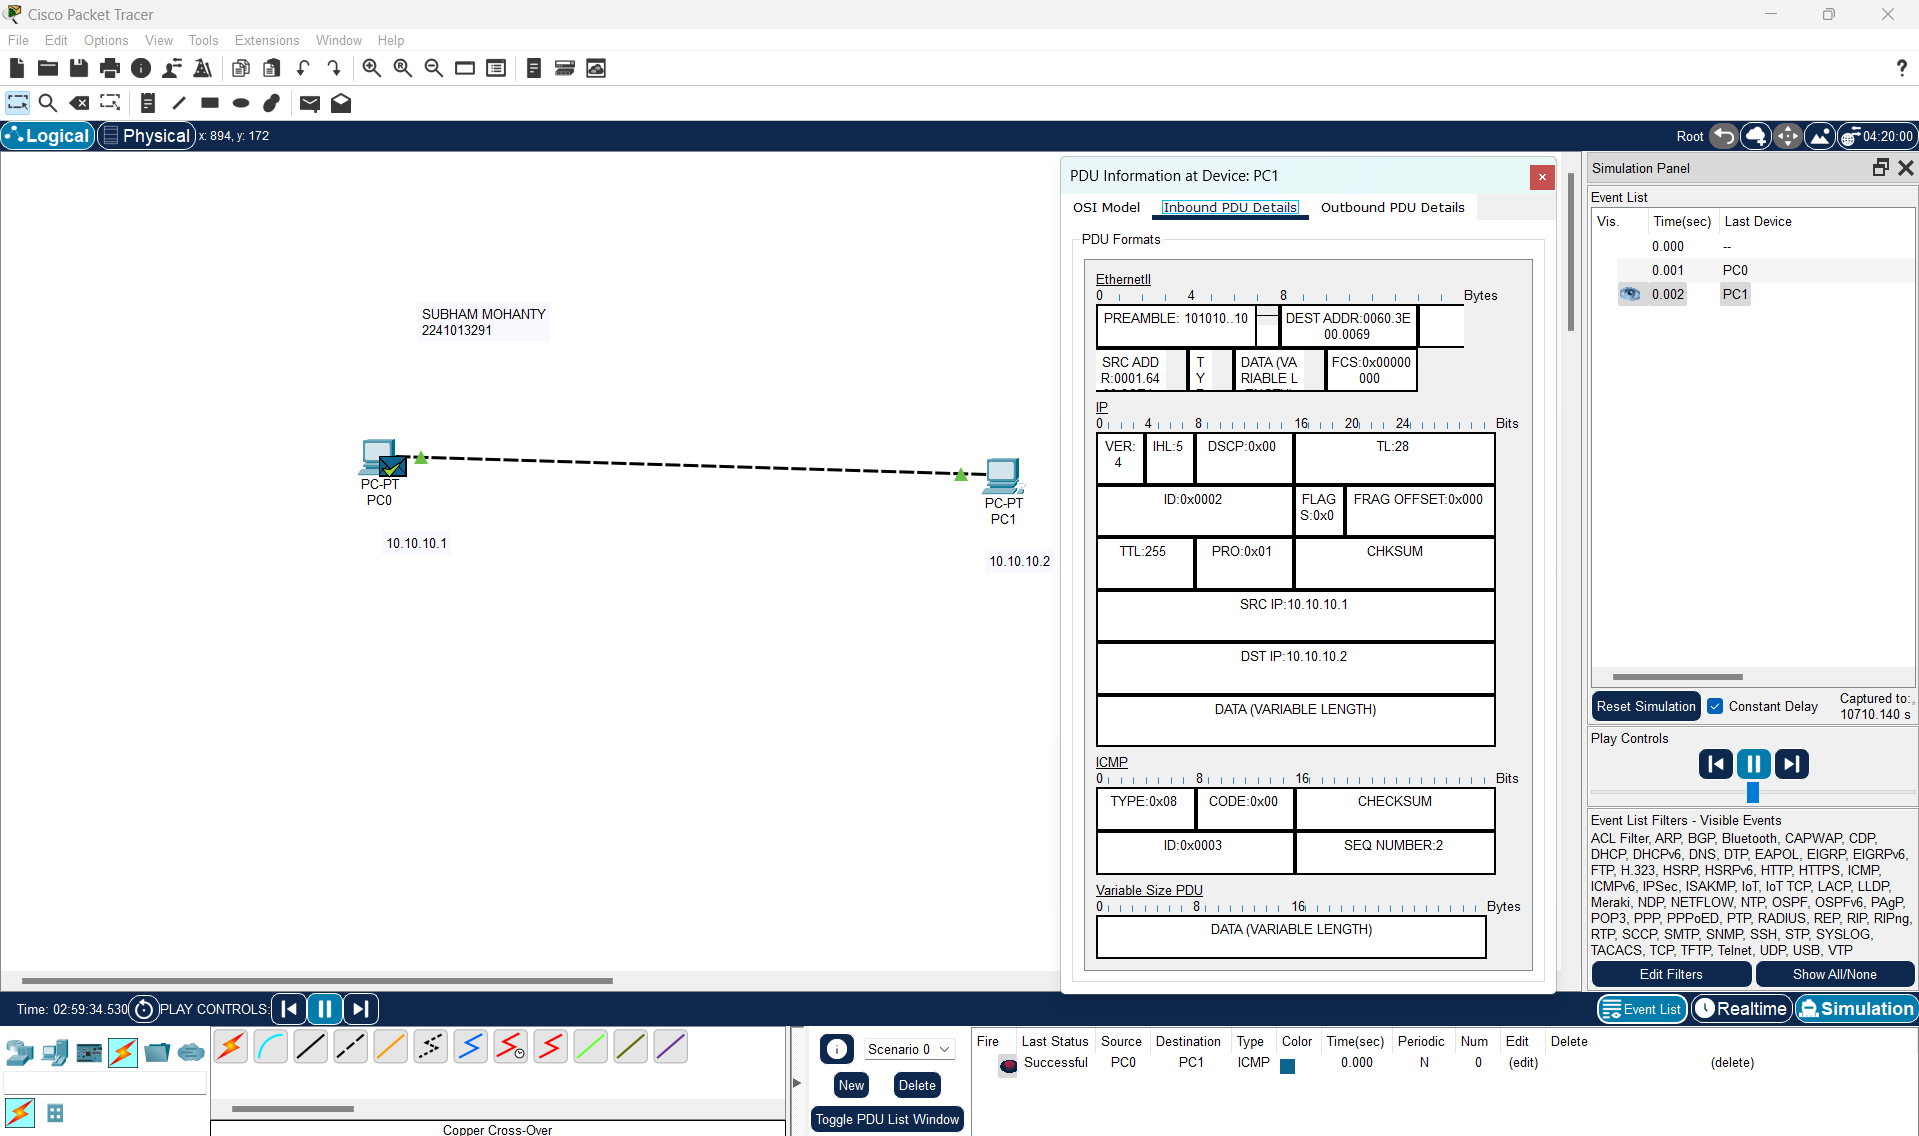 Cisco Packet Tracer
File Edit Options View Tools Extensions Window Help
Logical Physical x: 894, y: 172 Root 04:20:00
SUBHAM MOHANTY
2241013291
PC-PT
PC0
10.10.10.1
PC-PT
PC1
10.10.10.2
PDU Information at Device: PC1
OSI Model Inbound PDU Details Outbound PDU Details
PDU Formats
EthernetII
0 4 8 Bytes
PREAMBLE: 101010..10 DEST ADDR:0060.3E
00.0069
SRC ADD T DATA (VA FCS:0x00000
R:0001.64 Y RIABLE L 000
IP
0 4 8 16 20 24 Bits
VER: IHL:5 DSCP:0x00 TL:28
4
ID:0x0002 FLAG FRAG OFFSET:0x000
S:0x0
TTL:255 PRO:0x01 CHKSUM
SRC IP:10.10.10.1
DST IP:10.10.10.2
DATA (VARIABLE LENGTH)
ICMP
0 8 16 Bits
TYPE:0x08 CODE:0x00 CHECKSUM
ID:0x0003 SEQ NUMBER:2
Variable Size PDU
0 8 16 Bytes
DATA (VARIABLE LENGTH)
Simulation Panel
Event List
Vis. Time(sec) Last Device
0.000 --
0.001 PC0
0.002 PC1
Reset Simulation Constant Delay Captured to:
10710.140 s
Play Controls
Event List Filters - Visible Events
ACL Filter, ARP, BGP, Bluetooth, CAPWAP, CDP,
DHCP, DHCPv6, DNS, DTP, EAPOL, EIGRP, EIGRPv6,
FTP, H.323, HSRP, HSRPv6, HTTP, HTTPS, ICMP,
ICMPv6, IPSec, ISAKMP, IoT, IoT TCP, LACP, LLDP,
Meraki, NDP, NETFLOW, NTP, OSPF, OSPFv6, PAgP,
POP3, PPP, PPPoED, PTP, RADIUS, REP, RIP, RIPng,
RTP, SCCP, SMTP, SNMP, SSH, STP, SYSLOG,
TACACS, TCP, TFTP, Telnet, UDP, USB, VTP
Edit Filters Show All/None
Time: 02:59:34.530 PLAY CONTROLS: Event List Realtime Simulation
Scenario 0
New Delete
Toggle PDU List Window
Fire Last Status Source Destination Type Color Time(sec) Periodic Num Edit Delete
Successful PC0 PC1 ICMP 0.000 N 0 (edit) (delete)
Copper Cross-Over